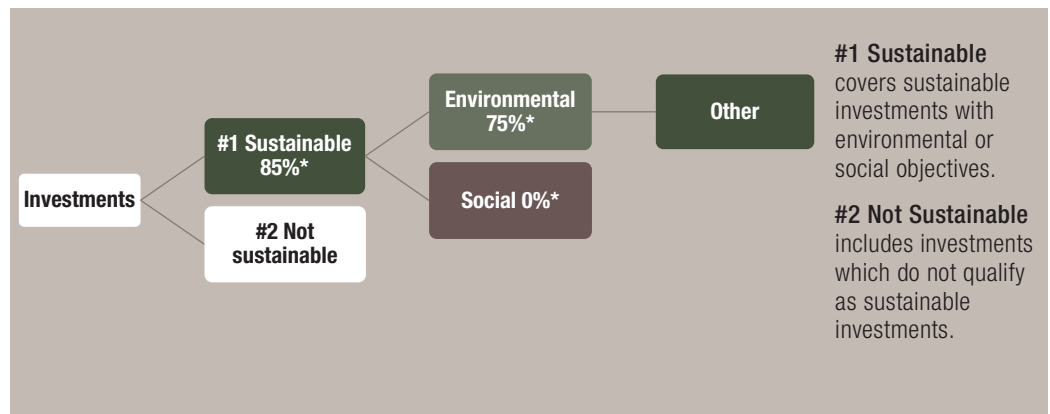 Investments
#1 Sustainable
85%*
#2 Not
sustainable
Environmental
75%*
Social 0%*
Other
#1 Sustainable
covers sustainable
investments with
environmental or
social objectives.
#2 Not Sustainable
includes investments
which do not qualify
as sustainable
investments.